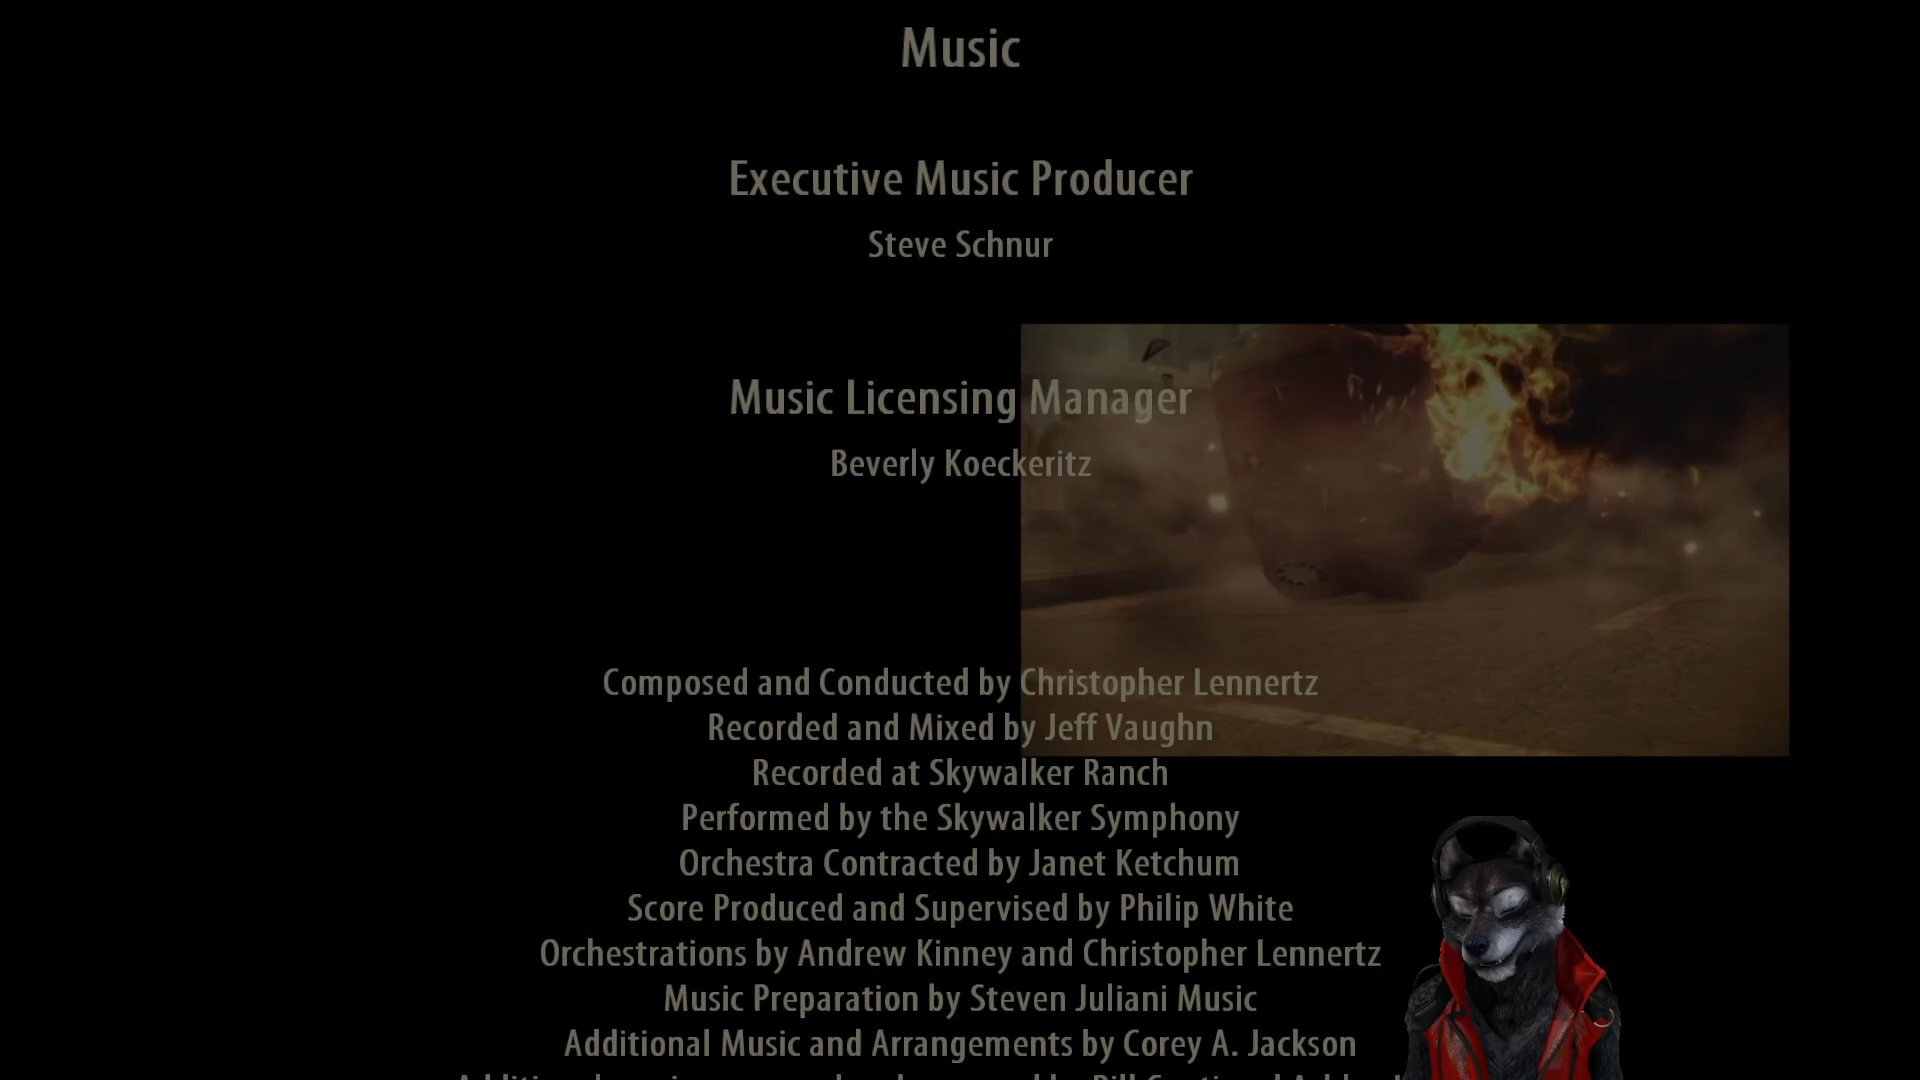 Music
Executive Music Producer
Steve Schnur
Music Licensing Manager
Beverly Koeckeritz
Composed and Conducted by Christopher Lennertz
Recorded and Mixed by Jeff Vaughn
Recorded at Skywalker Ranch
Performed by the Skywalker Symphony
Orchestra Contracted by Janet Ketchum
Score Produced and Supervised by Philip White
Orchestrations by Andrew Kinney and Christopher Lennertz
Music Preparation by Steven Juliani Music
Additional Music and Arrangements by Corey A. Jackson